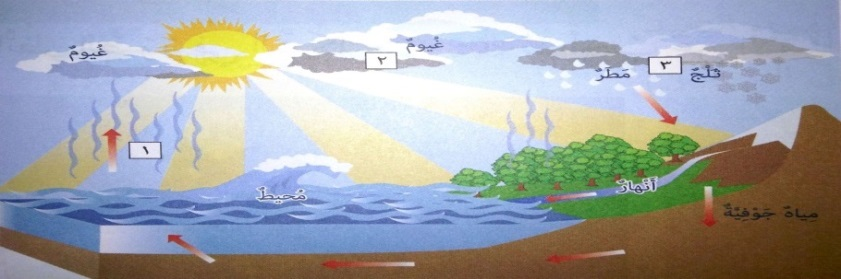 غُيومٌ
غُيومٌ
٢
مَطَرٌ
٣
ثَلْجٌ
١
مُحيطٌ
أَنْهارٌ
مِياهٌ جَوْفِيَّةٌ